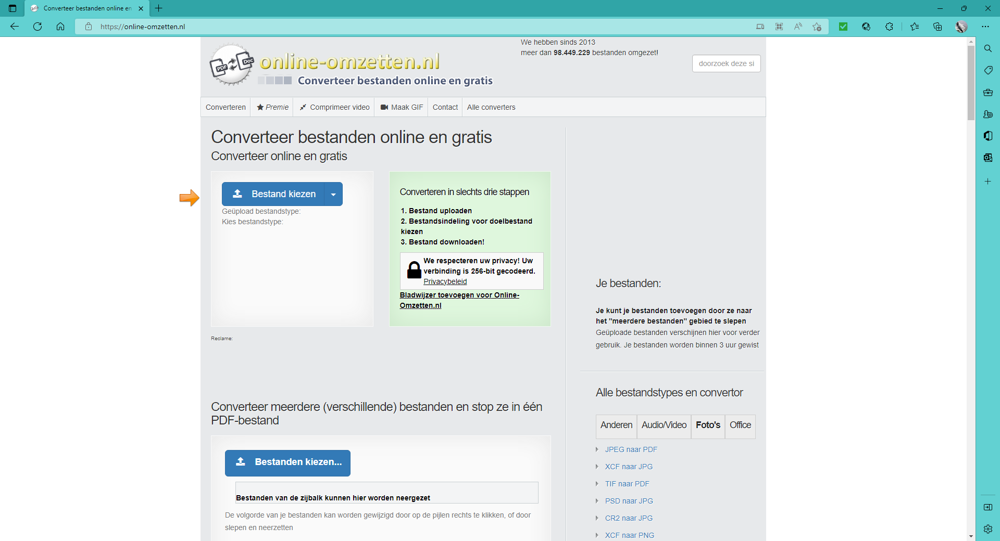 Converteer bestanden online en
https://online-omzetten.nl
PDF
Doc
online-omzetten.nl
Converteer bestanden online en gratis
We hebben sinds 2013
meer dan 98.449.229 bestanden omgezet!
doorzoek deze si
Converteren
Premie
Comprimeer video
Maak GIF
Contact
Alle converters
Converteer bestanden online en gratis
Converteer online en gratis
Bestand kiezen
Geüpload bestandstype:
Kies bestandstype:
Converteren in slechts drie stappen
1. Bestand uploaden
2. Bestandsindeling voor doelbestand
kiezen
3. Bestand downloaden!
We respecteren uw privacy! Uw
verbinding is 256-bit gecodeerd.
Privacybeleid
Bladwijzer toevoegen voor Online-
Omzetten.nl
Reclame:
Converteer meerdere (verschillende) bestanden en stop ze in één
PDF-bestand
Bestanden kiezen...
Bestanden van de zijbalk kunnen hier worden neergezet
De volgorde van je bestanden kan worden gewijzigd door op de pijlen rechts te klikken, of door
slepen en neerzetten
Je bestanden:
Je kunt je bestanden toevoegen door ze naar
het "meerdere bestanden" gebied te slepen
Geüploade bestanden verschijnen hier voor verder
gebruik. Je bestanden worden binnen 3 uur gewist
Alle bestandstypes en convertor
Anderen
Audio/Video
Foto's
Office
JPEG naar PDF
XCF naar JPG
TIF naar PDF
PSD naar JPG
CR2 naar JPG
XCF naar PNG